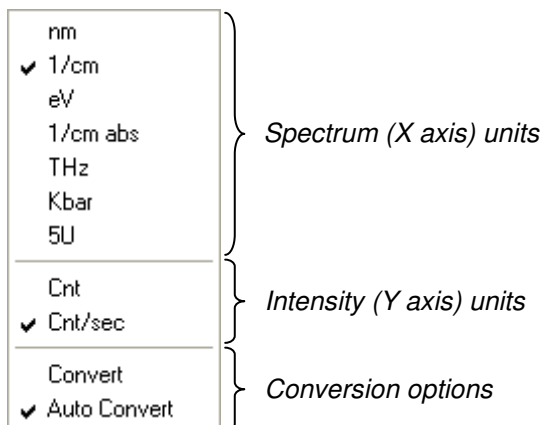 nm
✔ 1/cm
eV
1/cm abs
THz
Kbar
5U
Spectrum (X axis) units
Cnt
✔ Cnt/sec
Intensity (Y axis) units
Convert
✔ Auto Convert
Conversion options